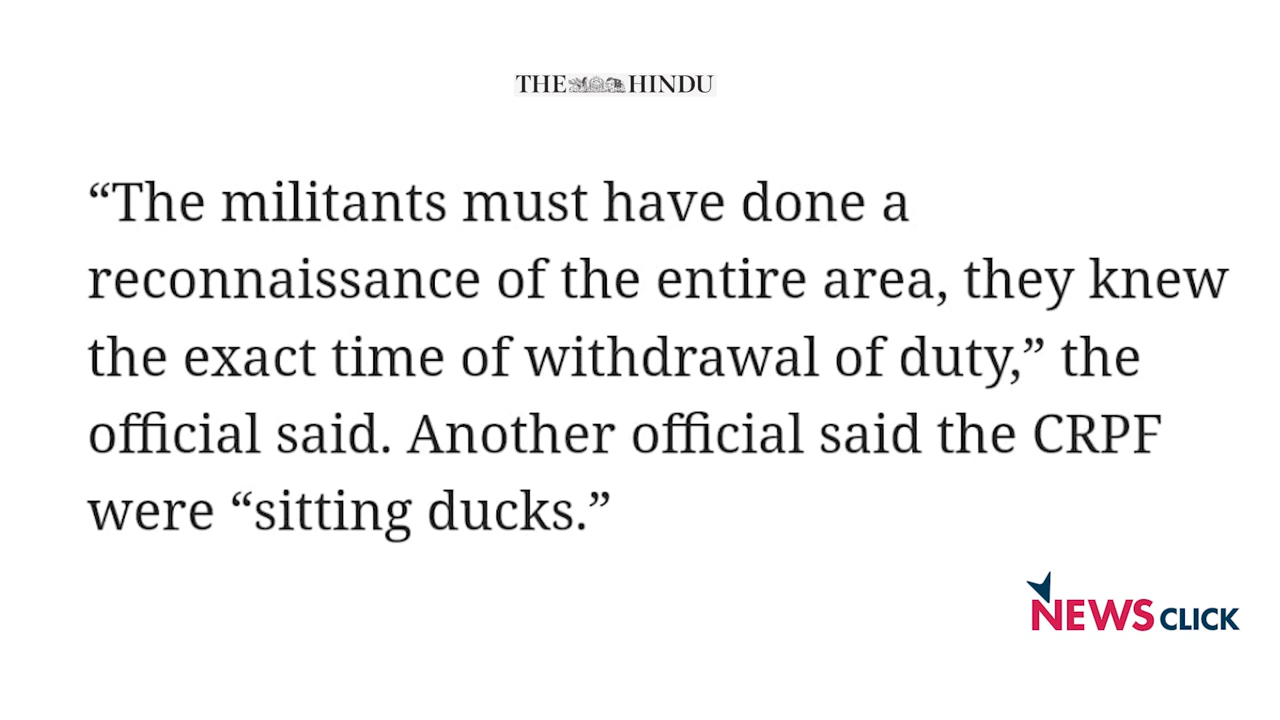 THE HINDU
“The militants must have done a
reconnaissance of the entire area, they knew
the exact time of withdrawal of duty,” the
official said. Another official said the CRPF
were “sitting ducks.”
NEWSCLICK